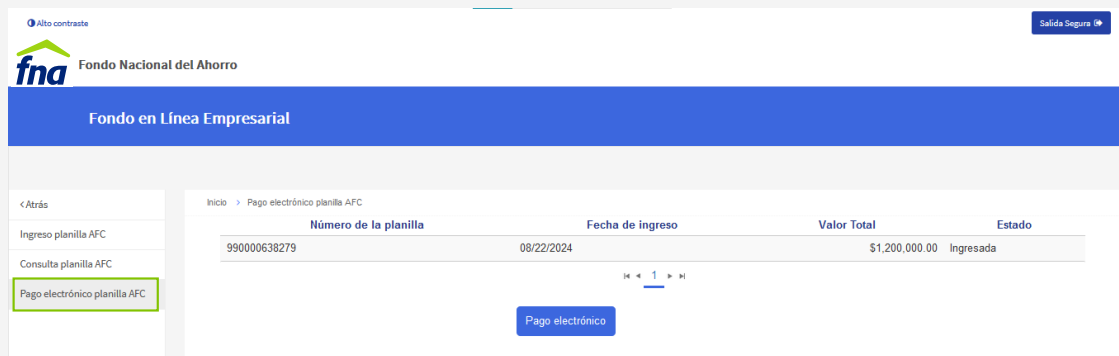 Alto contraste
Salida Segura
fna
Fondo Nacional del Ahorro
Fondo en Línea Empresarial
< Atrás
Ingreso planilla AFC
Consulta planilla AFC
Pago electrónico planilla AFC
Inicio > Pago electrónico planilla AFC
Número de la planilla Fecha de ingreso Valor Total Estado
990000638279 08/22/2024 $1,200,000.00 Ingresada
1
Pago electrónico